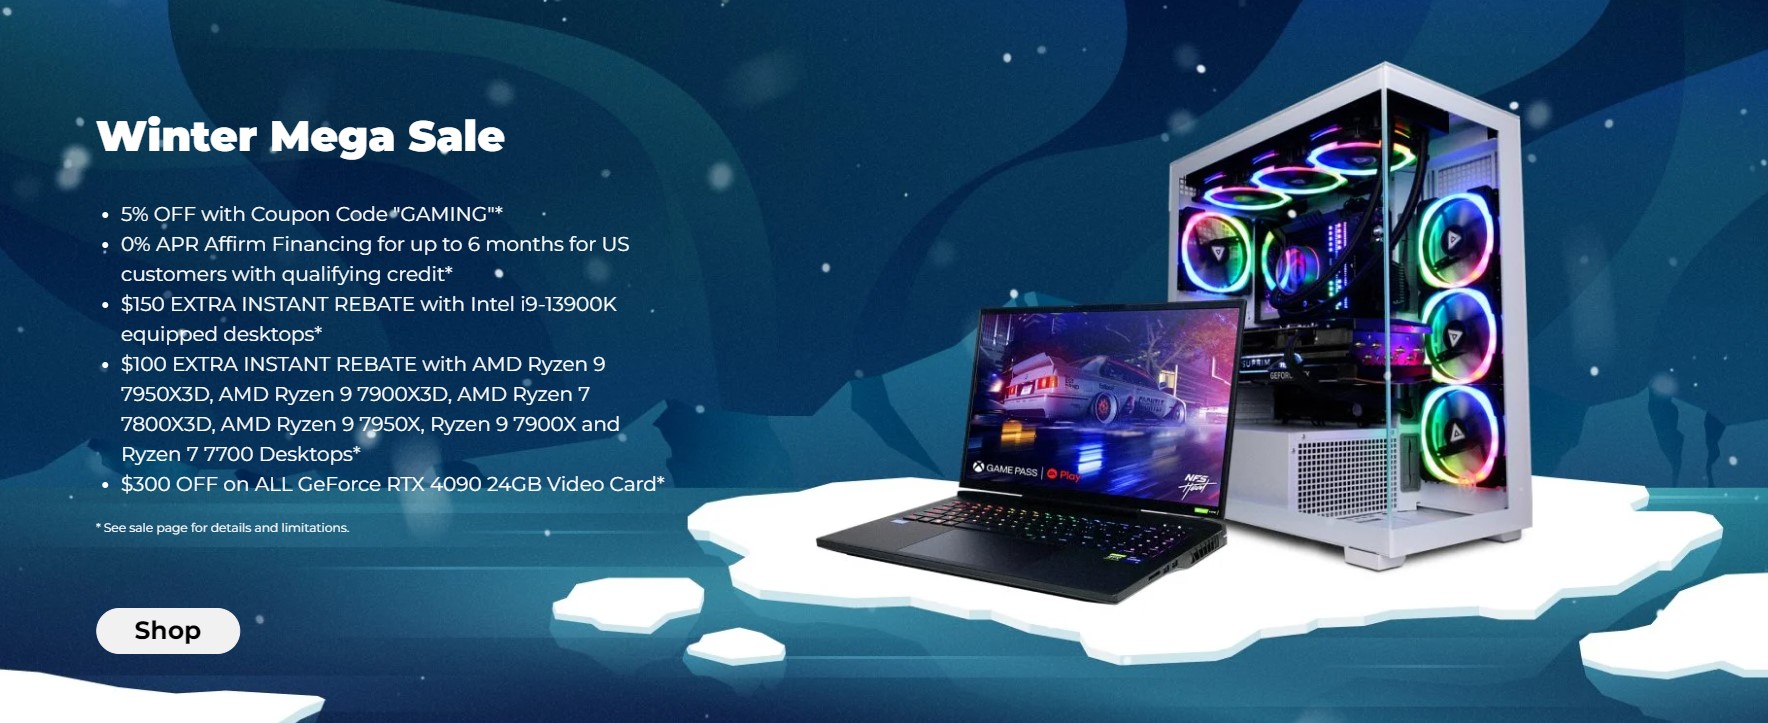 Winter Mega Sale
• 5% OFF with Coupon Code "GAMING"*
• 0% APR Affirm Financing for up to 6 months for US
customers with qualifying credit*
• $150 EXTRA INSTANT REBATE with Intel i9-13900K
equipped desktops*
• $100 EXTRA INSTANT REBATE with AMD Ryzen 9
7950X3D, AMD Ryzen 9 7900X3D, AMD Ryzen 7
7800X3D, AMD Ryzen 9 7950X, Ryzen 9 7900X and
Ryzen 7 7700 Desktops*
• $300 OFF on ALL GeForce RTX 4090 24GB Video Card*
* See sale page for details and limitations.
Shop
GAME PASS | EA Play
NFS
Heat